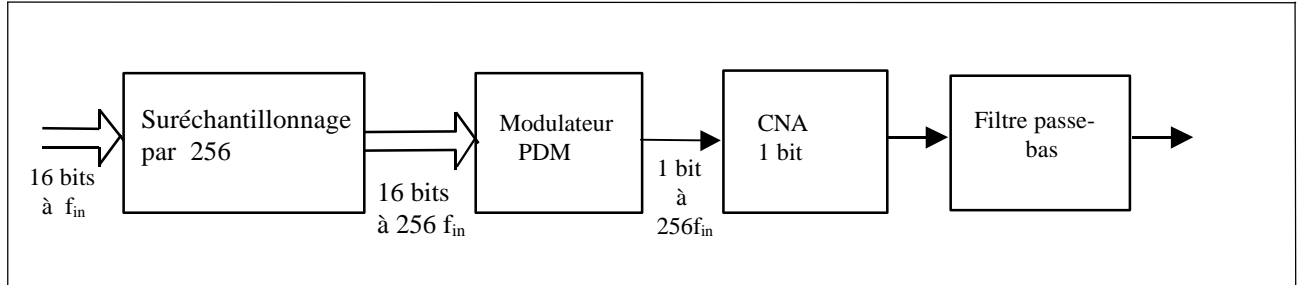 Suréchantillonnage
par 256
Modulateur
PDM
CNA
1 bit
Filtre passe-
bas
16 bits
à fin
16 bits
à 256 fin
1 bit
à
256fin